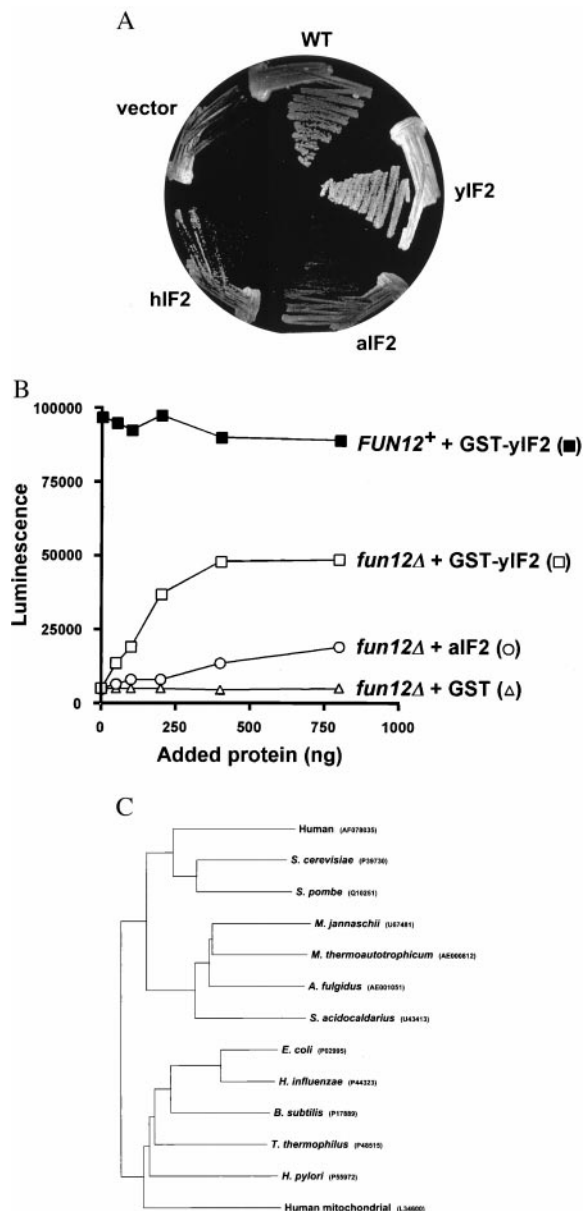 A
WT
vector
yIF2
hIF2
aIF2
B
100000
75000
50000
25000
0
Luminescence
FUN12+ + GST-yIF2 (■)
fun12Δ + GST-yIF2 (□)
fun12Δ + aIF2 (○)
fun12Δ + GST (△)
0 250 500 750 1000
Added protein (ng)
C
Human (AF078035)
S. cerevisiae (P39730)
S. pombe (Q10251)
M. jannaschii (U67481)
M. thermoautotrophicum (AE000812)
A. fulgidus (AE001051)
S. acidocaldarius (U43413)
E. coli (P02995)
H. influenzae (P44323)
B. subtilis (P17889)
T. thermophilus (P48515)
H. pylori (P55972)
Human mitochondrial (L34600)